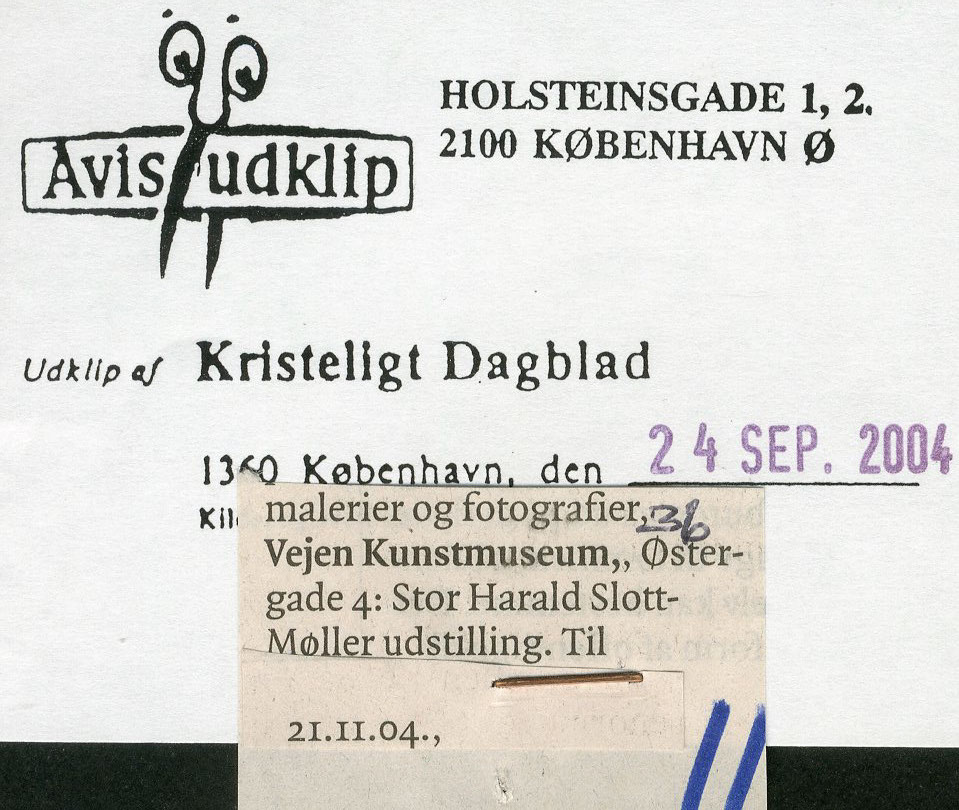 Avis udklip
HOLSTEINSGADE 1, 2.
2100 KØBENHAVN Ø
Udklip af Kristeligt Dagblad
1360 København, den 24 SEP. 2004
malerier og fotografier, 36
Vejen Kunstmuseum,, Øster-
gade 4: Stor Harald Slott-
Møller udstilling. Til
21.11.04.,